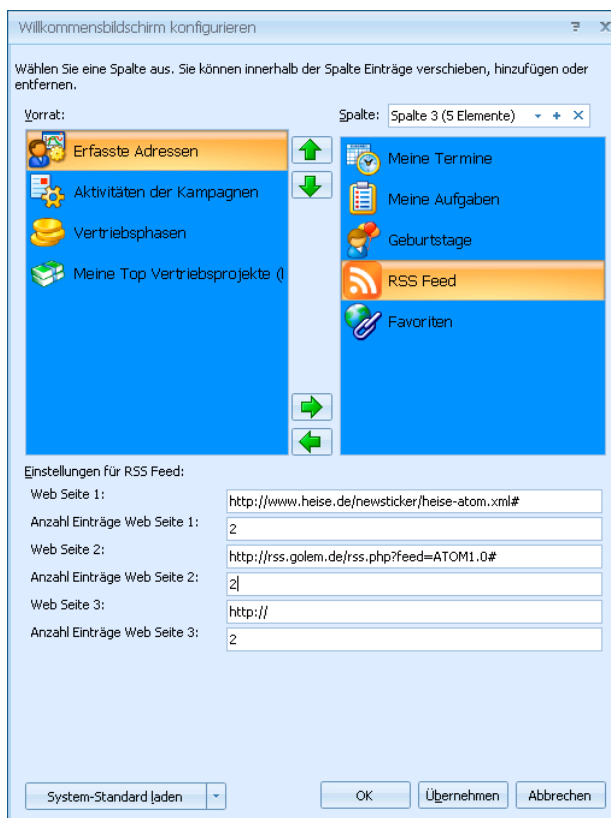 Willkommensbildschirm konfigurieren
Wählen Sie eine Spalte aus. Sie können innerhalb der Spalte Einträge verschieben, hinzufügen oder
entfernen.
Vorrat:
Spalte: Spalte 3 (5 Elemente)
Erfasste Adressen
Aktivitäten der Kampagnen
Vertriebsphasen
Meine Top Vertriebsprojekte (
Meine Termine
Meine Aufgaben
Geburtstage
RSS Feed
Favoriten
Einstellungen für RSS Feed:
Web Seite 1: http://www.heise.de/newsticker/heise-atom.xml#
Anzahl Einträge Web Seite 1: 2
Web Seite 2: http://rss.golem.de/rss.php?feed=ATOM1.0#
Anzahl Einträge Web Seite 2: 2
Web Seite 3: http://
Anzahl Einträge Web Seite 3: 2
System-Standard laden
OK
Übernehmen
Abbrechen